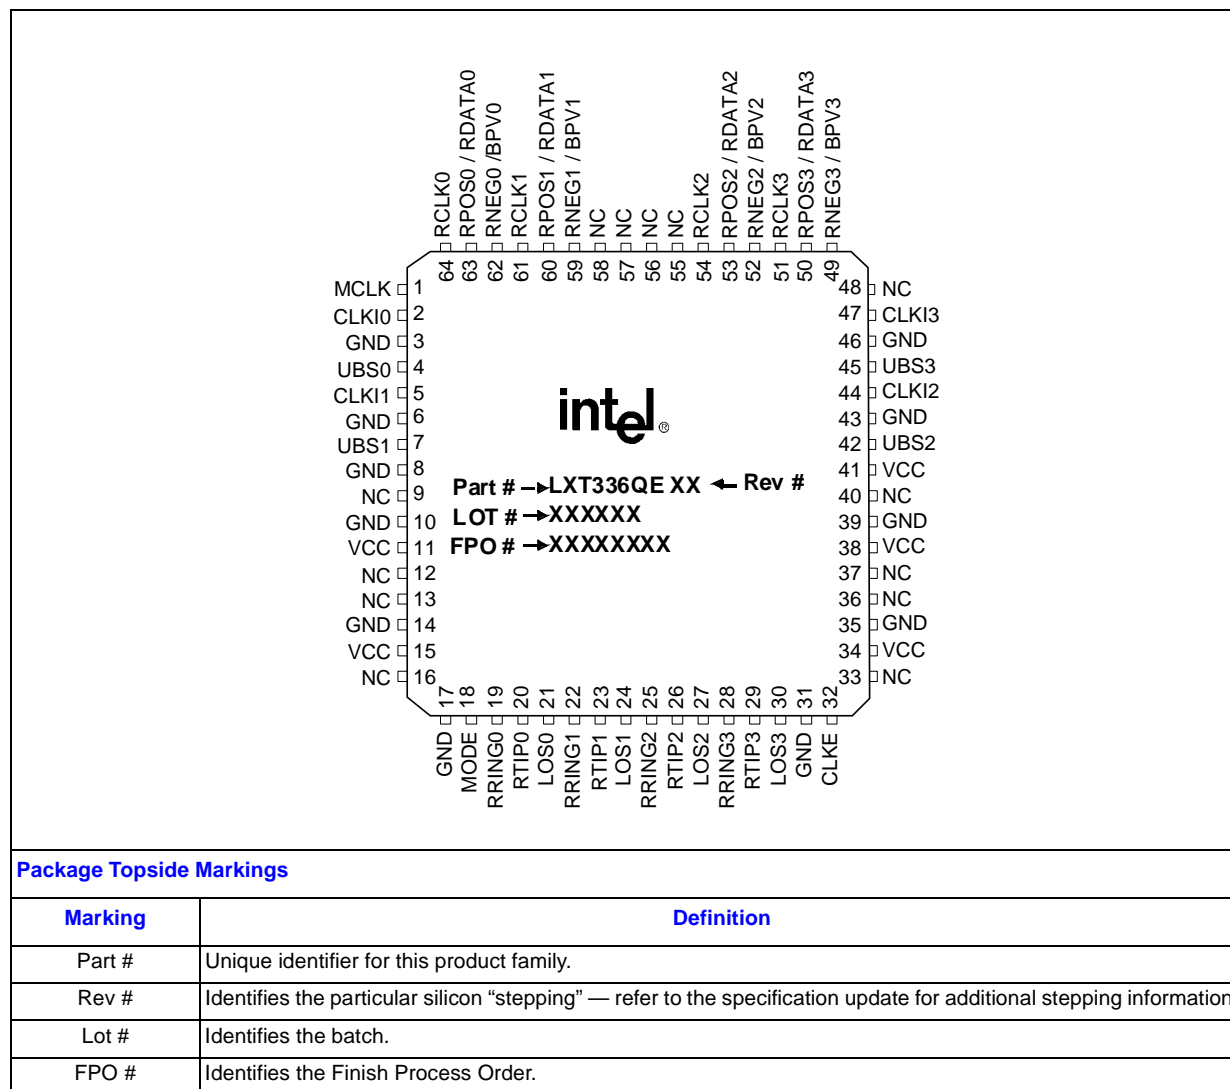 RCLK0
RPOS0 / RDATA0
RNEG0 /BPV0
RCLK1
RPOS1 / RDATA1
RNEG1 / BPV1
NC
NC
NC
NC
RCLK2
RPOS2 / RDATA2
RNEG2 / BPV2
RCLK3
RPOS3 / RDATA3
RNEG3 / BPV3
64 63 62 61 60 59 58 57 56 55 54 53 52 51 50 49
MCLK 1
CLKI0 2
GND 3
UBS0 4
CLKI1 5
GND 6
UBS1 7
GND 8
NC 9
GND 10
VCC 11
NC 12
NC 13
GND 14
VCC 15
NC 16
intel®
Part # LXT336QE XX Rev #
LOT # XXXXXX
FPO # XXXXXXXX
48 NC
47 CLKI3
46 GND
45 UBS3
44 CLKI2
43 GND
42 UBS2
41 VCC
40 NC
39 GND
38 VCC
37 NC
36 NC
35 GND
34 VCC
33 NC
17 18 19 20 21 22 23 24 25 26 27 28 29 30 31 32
GND
MODE
RRING0
RTIP0
LOS0
RRING1
RTIP1
LOS1
RRING2
RTIP2
LOS2
RRING3
RTIP3
LOS3
GND
CLKE
Package Topside Markings
Marking Definition
Part # Unique identifier for this product family.
Rev # Identifies the particular silicon “stepping” — refer to the specification update for additional stepping information
Lot # Identifies the batch.
FPO # Identifies the Finish Process Order.